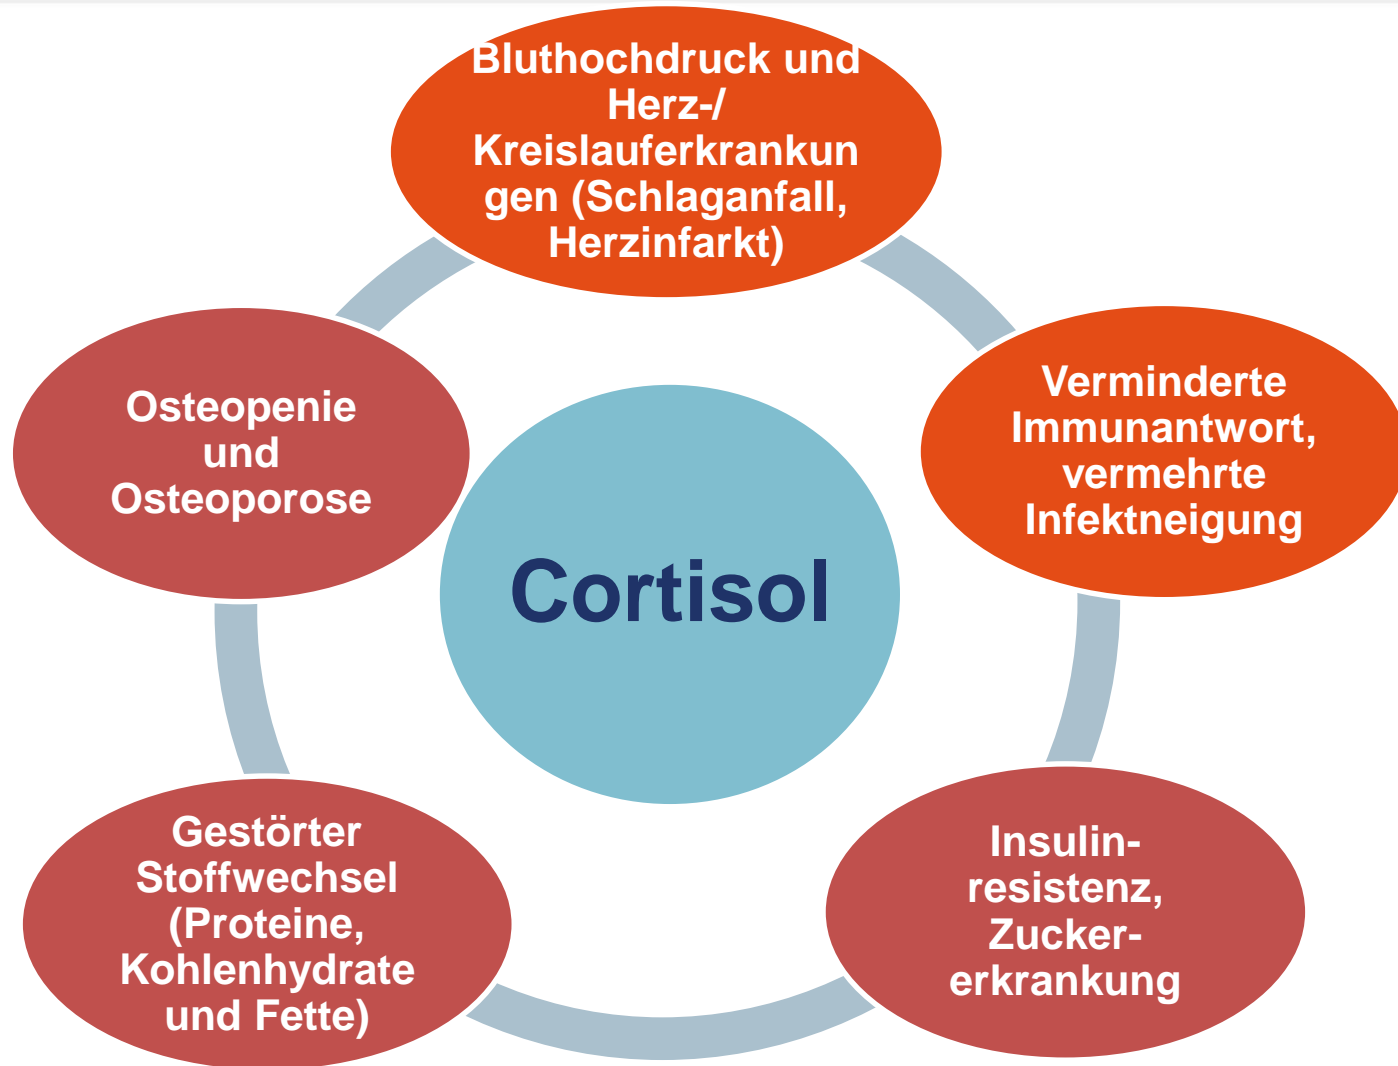 Bluthochdruck und
Herz-/
Kreislauferkrankun
gen (Schlaganfall,
Herzinfarkt)
Verminderte
Immunantwort,
vermehrte
Infektneigung
Insulin-
resistenz,
Zucker-
erkrankung
Gestörter
Stoffwechsel
(Proteine,
Kohlenhydrate
und Fette)
Osteopenie
und
Osteoporose
Cortisol